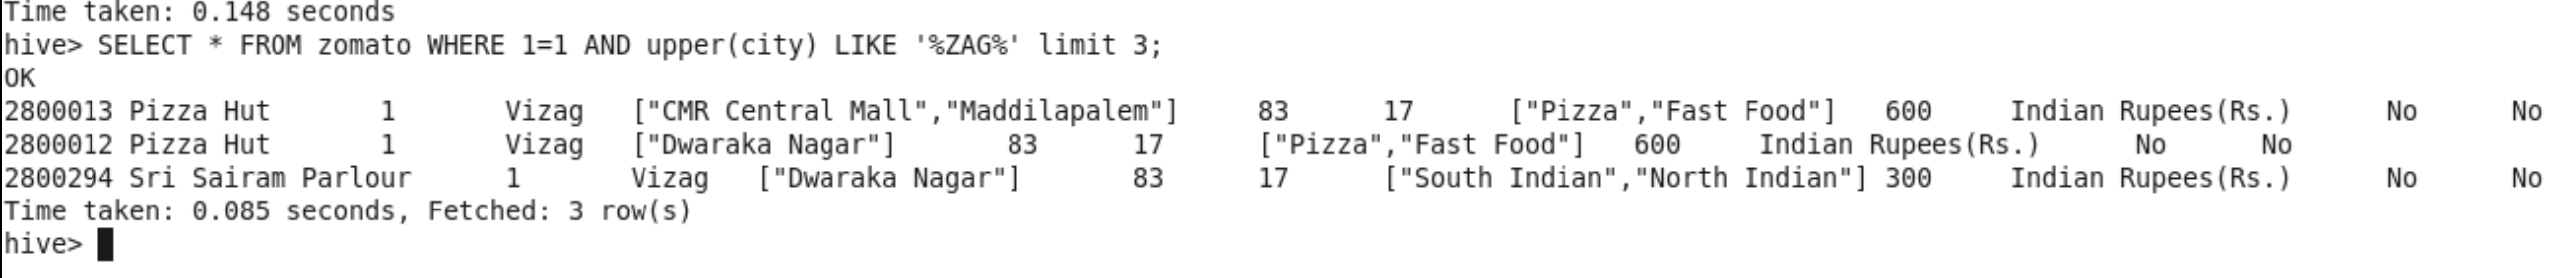 Time taken: 0.148 seconds
hive> SELECT * FROM zomato WHERE 1=1 AND upper(city) LIKE '%ZAG%' limit 3;
OK
2800013 Pizza Hut       1       Vizag   ["CMR Central Mall","Maddilapalem"]     83      17      ["Pizza","Fast Food"]   600     Indian Rupees(Rs.)      No      No
2800012 Pizza Hut       1       Vizag   ["Dwaraka Nagar"]       83      17      ["Pizza","Fast Food"]   600     Indian Rupees(Rs.)      No      No
2800294 Sri Sairam Parlour      1       Vizag   ["Dwaraka Nagar"]       83      17      ["South Indian","North Indian"] 300     Indian Rupees(Rs.)      No      No
Time taken: 0.085 seconds, Fetched: 3 row(s)
hive>